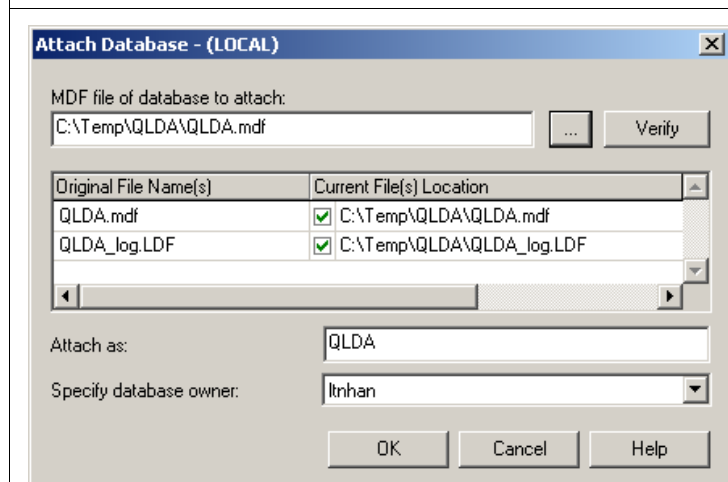 Attach Database - (LOCAL)
MDF file of database to attach:
C:\Temp\QLDA\QLDA.mdf ... Verify
Original File Name(s) Current File(s) Location
QLDA.mdf C:\Temp\QLDA\QLDA.mdf
QLDA_log.LDF C:\Temp\QLDA\QLDA_log.LDF
Attach as: QLDA
Specify database owner: ltnhan
OK Cancel Help